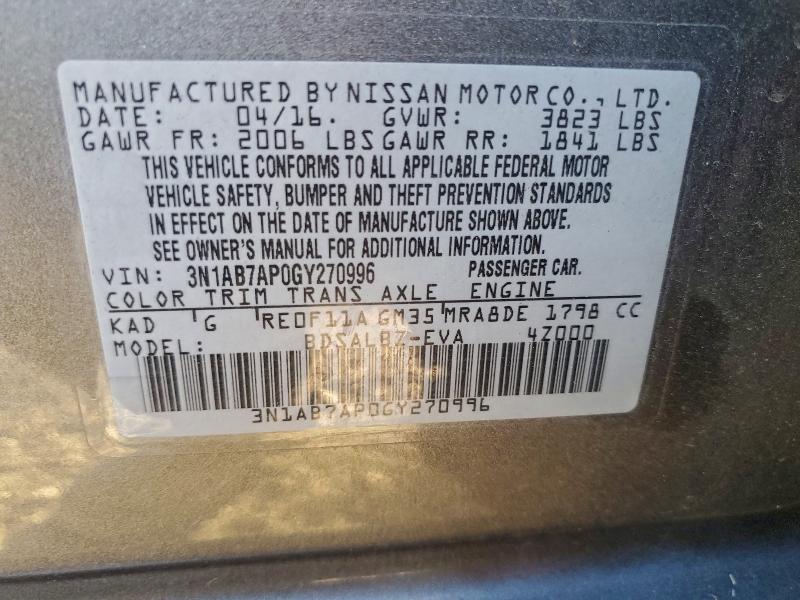 MANUFACTURED BY NISSAN MOTOR CO., LTD.
DATE: 04/16. GVWR: 3823 LBS
GAWR FR: 2006 LBS GAWR RR: 1841 LBS
THIS VEHICLE CONFORMS TO ALL APPLICABLE FEDERAL MOTOR
VEHICLE SAFETY, BUMPER AND THEFT PREVENTION STANDARDS
IN EFFECT ON THE DATE OF MANUFACTURE SHOWN ABOVE.
SEE OWNER'S MANUAL FOR ADDITIONAL INFORMATION.
VIN: 3N1AB7AP0GY270996 PASSENGER CAR.
COLOR TRIM TRANS AXLE ENGINE
KAD G RE0F11A GM35 MRA8DE 1798 CC
MODEL: BDSALBZ-EVA 4Z000
3N1AB7AP0GY270996